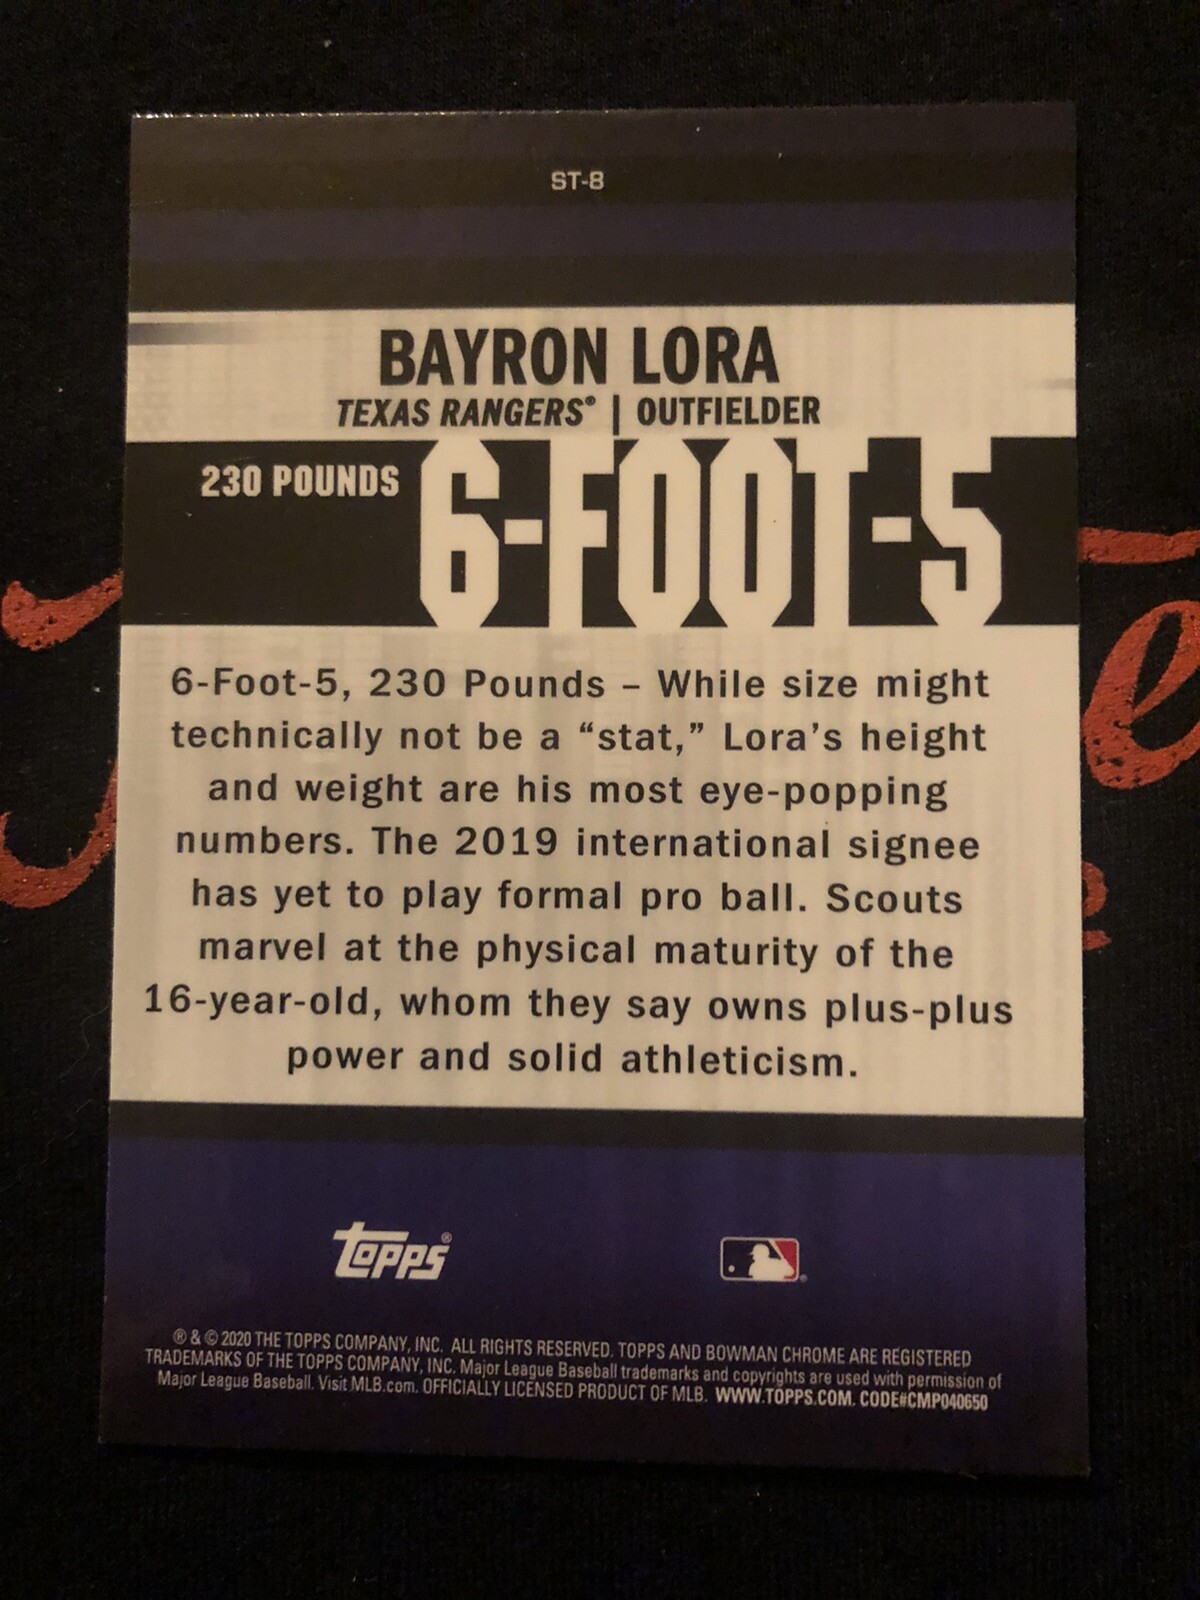 ST-8
BAYRON LORA
TEXAS RANGERS® | OUTFIELDER
230 POUNDS 6-FOOT-5
6-Foot-5, 230 Pounds – While size might
technically not be a “stat,” Lora’s height
and weight are his most eye-popping
numbers. The 2019 international signee
has yet to play formal pro ball. Scouts
marvel at the physical maturity of the
16-year-old, whom they say owns plus-plus
power and solid athleticism.
topps®
® & © 2020 THE TOPPS COMPANY, INC. ALL RIGHTS RESERVED. TOPPS AND BOWMAN CHROME ARE REGISTERED
TRADEMARKS OF THE TOPPS COMPANY, INC. Major League Baseball trademarks and copyrights are used with permission of
Major League Baseball. Visit MLB.com. OFFICIALLY LICENSED PRODUCT OF MLB. WWW.TOPPS.COM. CODE#CMP040650